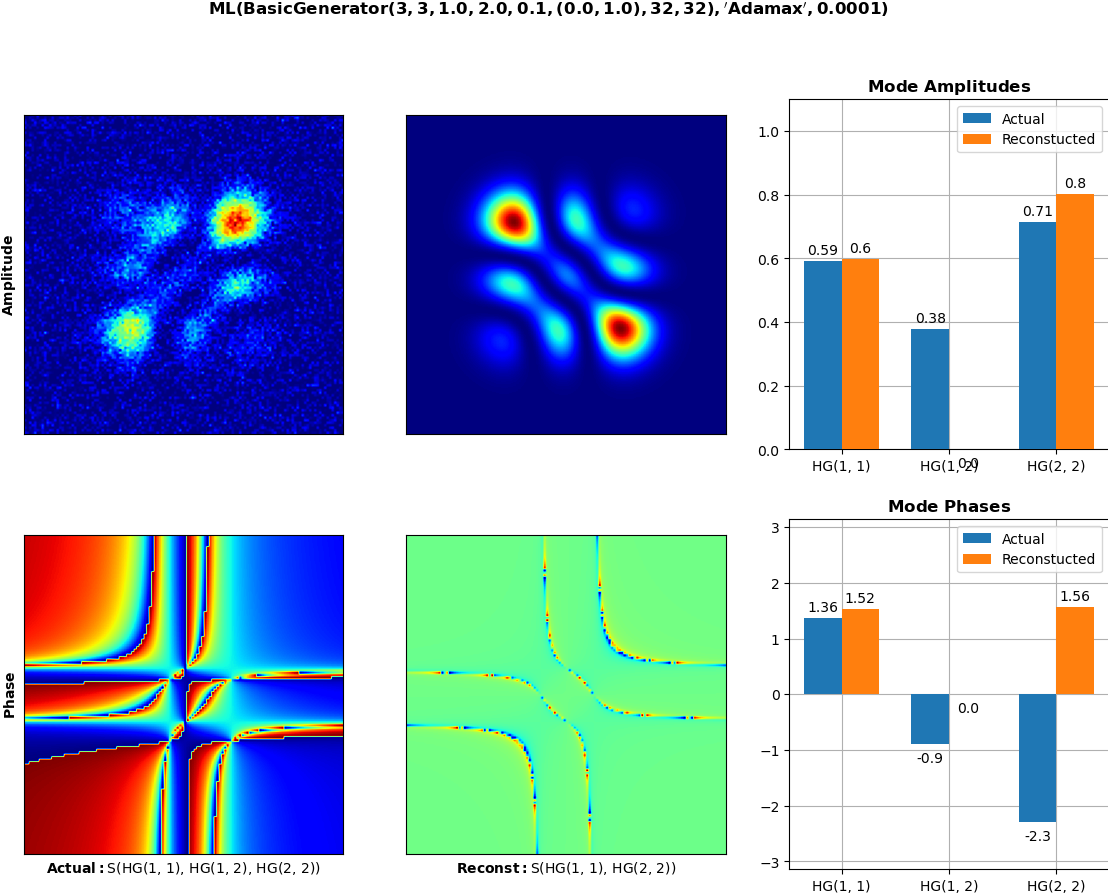 ML(BasicGenerator(3, 3, 1.0, 2.0, 0.1, (0.0, 1.0), 32, 32), ′Adamax′, 0.0001)
Amplitude
Mode Amplitudes
Actual
Reconstucted
1.0
0.8
0.6
0.4
0.2
0.0
0.59
0.6
0.38
0.0
0.71
0.8
HG(1, 1)
HG(1, 2)
HG(2, 2)
Phase
Actual: S(HG(1, 1), HG(1, 2), HG(2, 2))
Reconst: S(HG(1, 1), HG(2, 2))
Mode Phases
Actual
Reconstucted
3
2
1
0
−1
−2
−3
1.36
1.52
-0.9
0.0
-2.3
1.56
HG(1, 1)
HG(1, 2)
HG(2, 2)